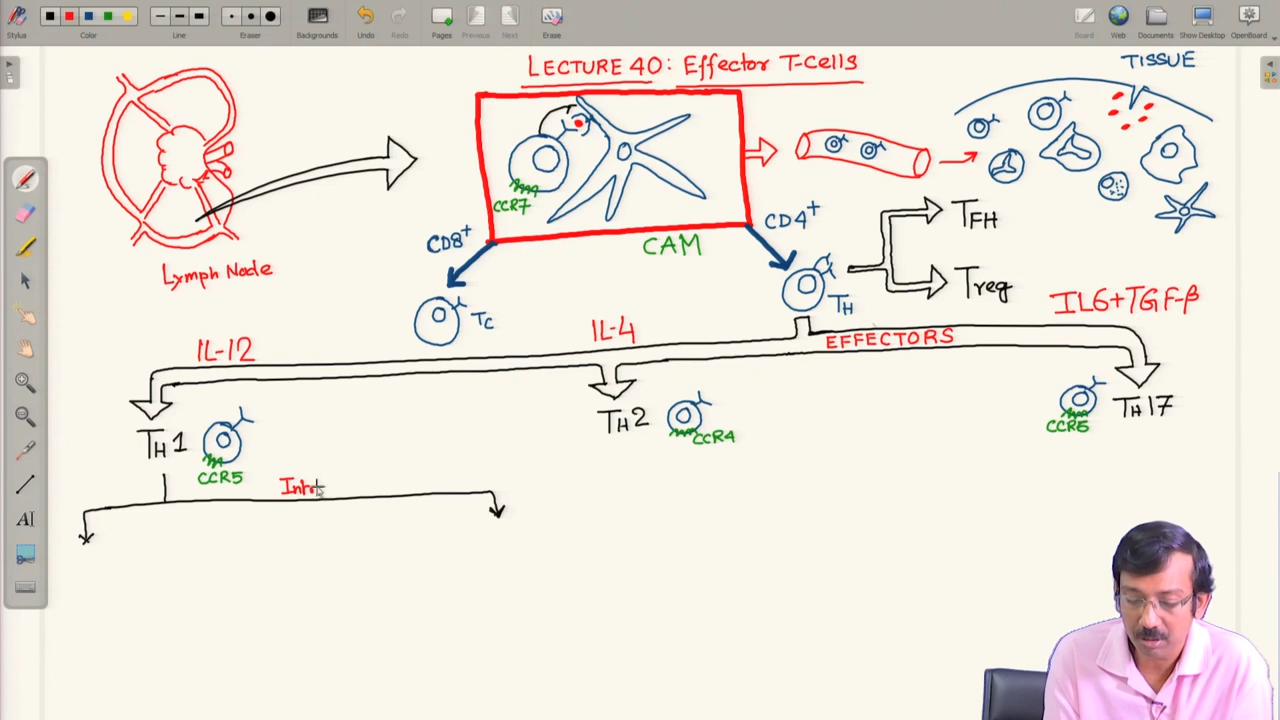 Stylus
Color
Line
Eraser
Backgrounds
Undo
Redo
Pages
Previous
Next
Erase
Board
Web
Documents
Show Desktop
OpenBoard
LECTURE 40: Effector T-Cells
TISSUE
CCR7
CD8+
CAM
CD4+
TFH
Lymph Node
Treg
TC
TH
IL-12
IL-4
EFFECTORS
IL6+TGF-β
TH1
CCR5
TH2
CCR4
CCR6
TH17
Intr